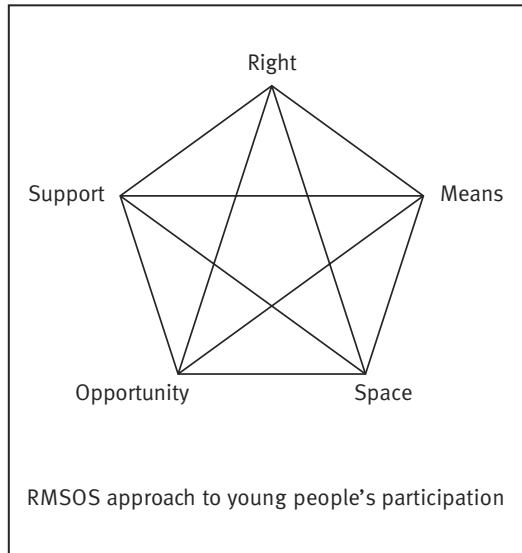 Right
Support
Means
Opportunity
Space
RMSOS approach to young people’s participation